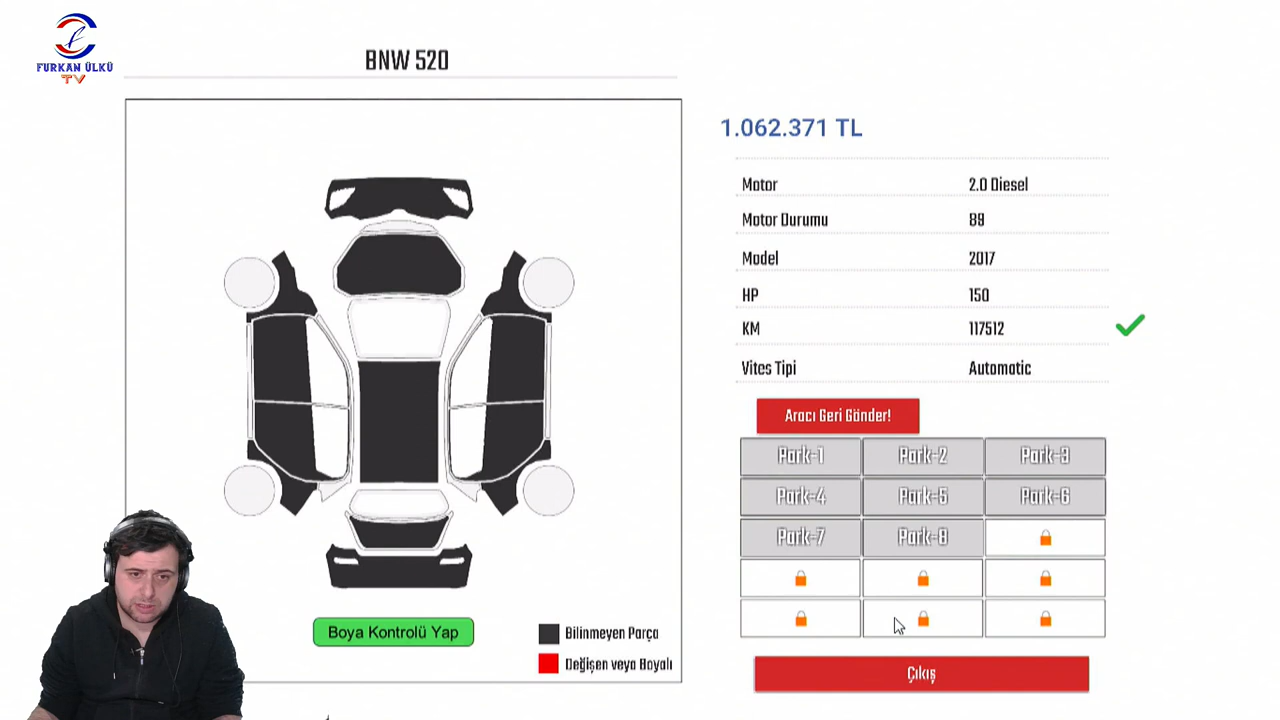 FURKAN ÜLKÜ
TV
BNW 520
1.062.371 TL
Motor 2.0 Diesel
Motor Durumu 89
Model 2017
HP 150
KM 117512
Vites Tipi Automatic
Aracı Geri Gönder!
Park-1 Park-2 Park-3
Park-4 Park-5 Park-6
Park-7 Park-8
Boya Kontrolü Yap
Bilinmeyen Parça
Değişen veya Boyalı
Çıkış